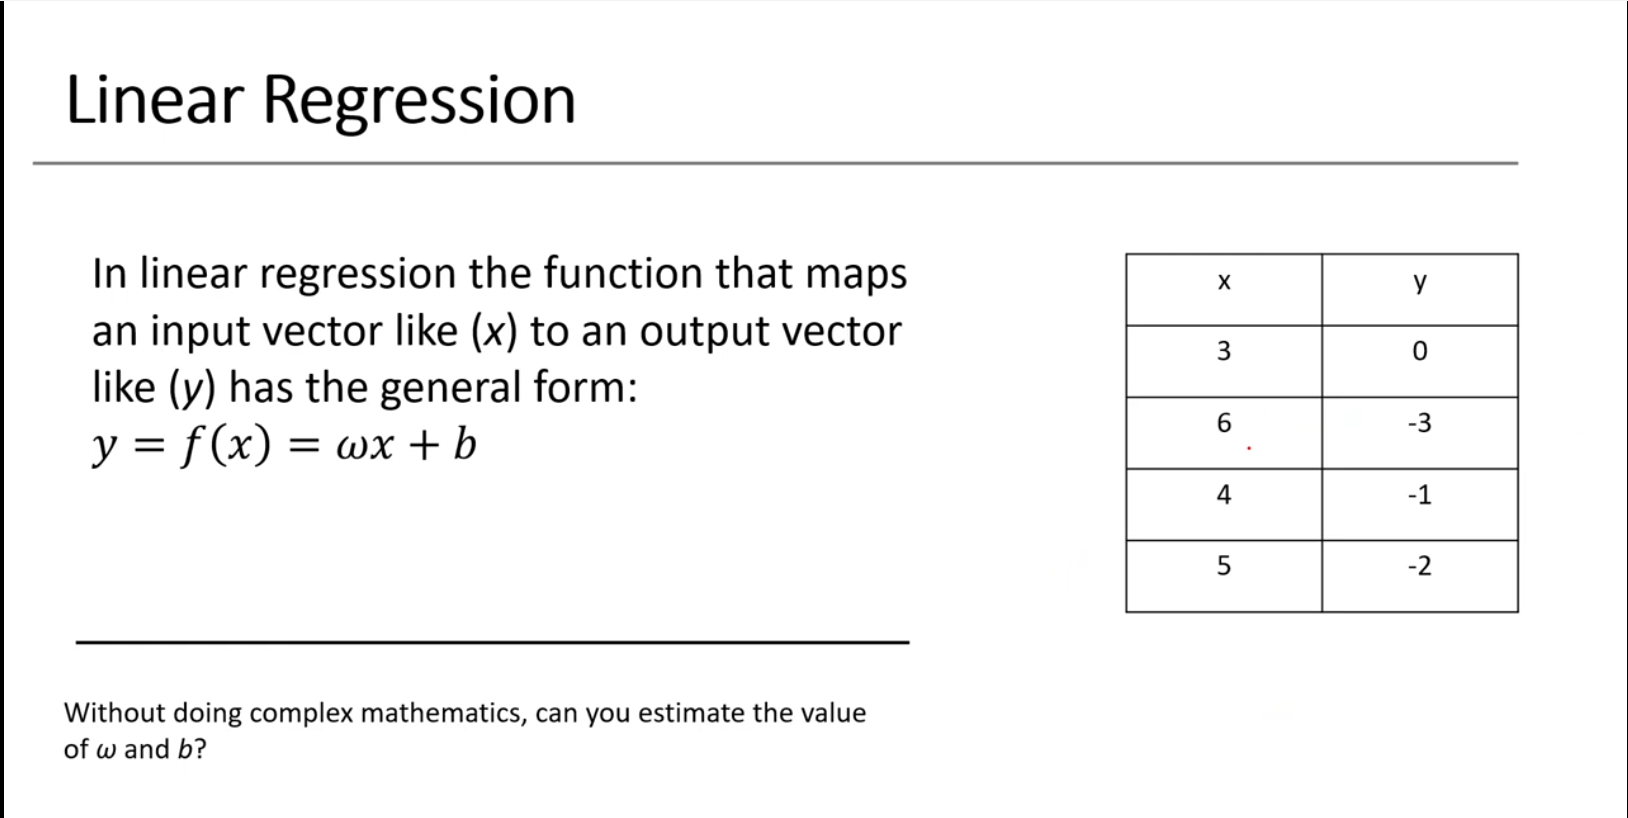 Linear Regression
In linear regression the function that maps
an input vector like (x) to an output vector
like (y) has the general form:
y = f(x) = ωx + b
x y
3 0
6 -3
4 -1
5 -2
Without doing complex mathematics, can you estimate the value
of ω and b?